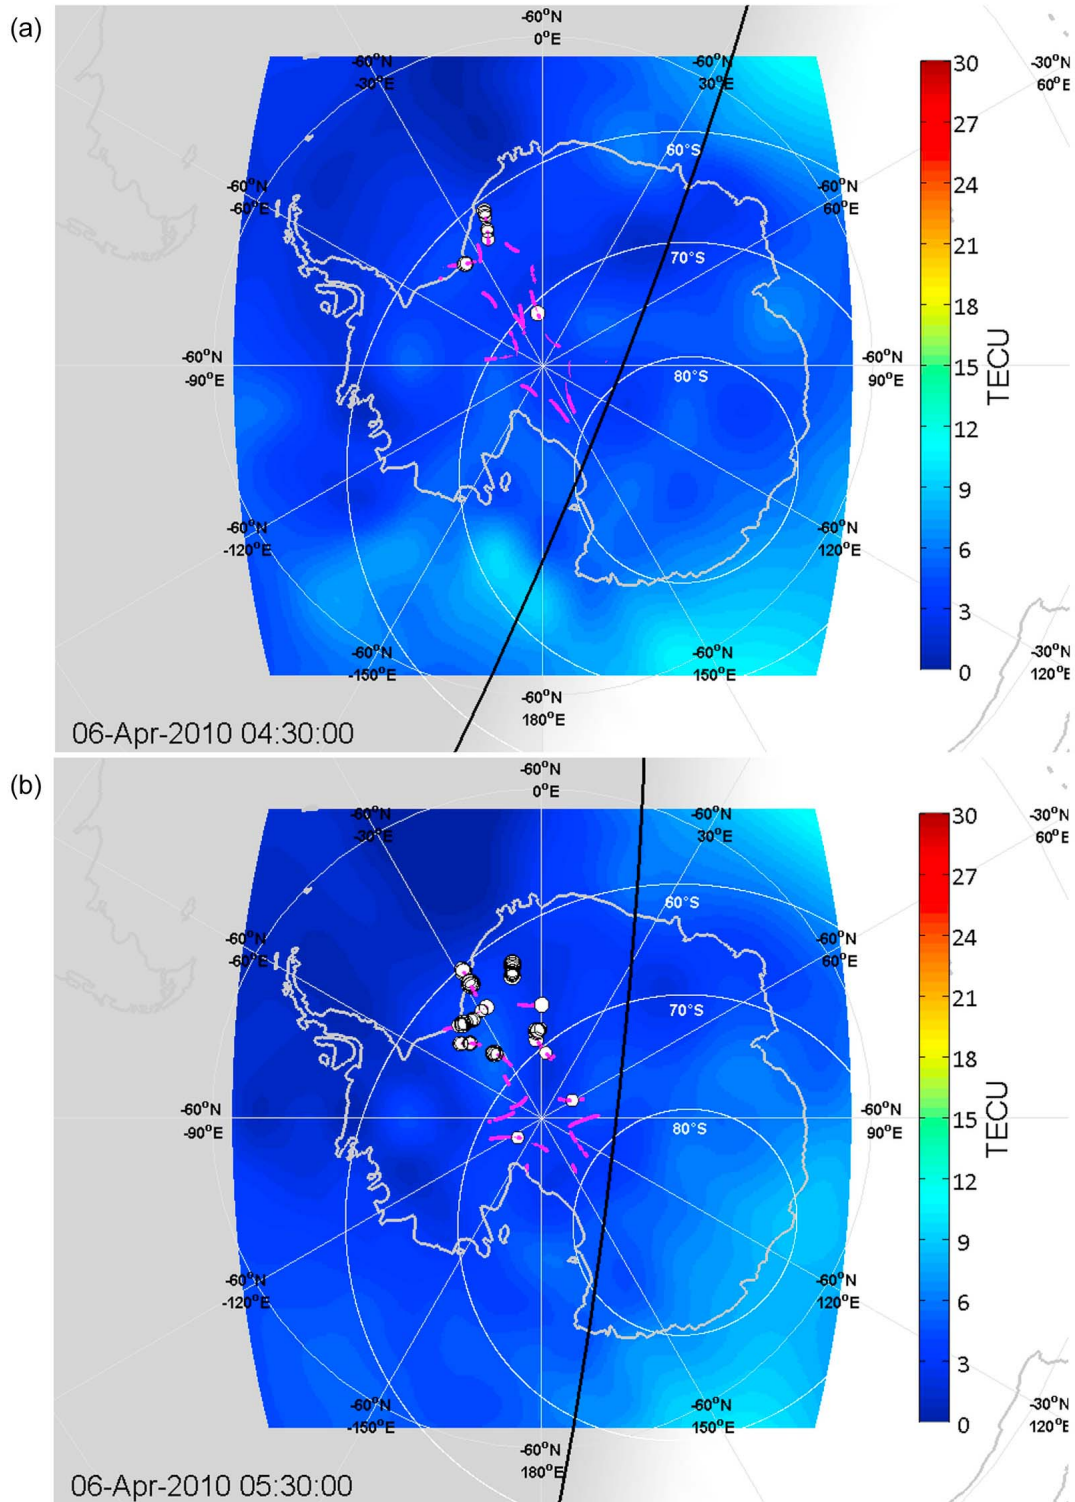 (a)
-60°N
0°E
-60°N
-30°E
-60°N
30°E
-30°N
60°E
30
27
24
21
18
15
12
9
6
3
0
TECU
60°S
-60°N
-60°E
-60°N
60°E
70°S
-60°N
-90°E
80°S
-60°N
90°E
-60°N
-120°E
-60°N
120°E
-60°N
-150°E
-60°N
150°E
-30°N
120°E
-60°N
180°E
06-Apr-2010 04:30:00
(b)
-60°N
0°E
-60°N
-30°E
-60°N
30°E
-30°N
60°E
30
27
24
21
18
15
12
9
6
3
0
TECU
60°S
-60°N
-60°E
-60°N
60°E
70°S
-60°N
-90°E
80°S
-60°N
90°E
-60°N
-120°E
-60°N
120°E
-60°N
-150°E
-60°N
150°E
-30°N
120°E
-60°N
180°E
06-Apr-2010 05:30:00